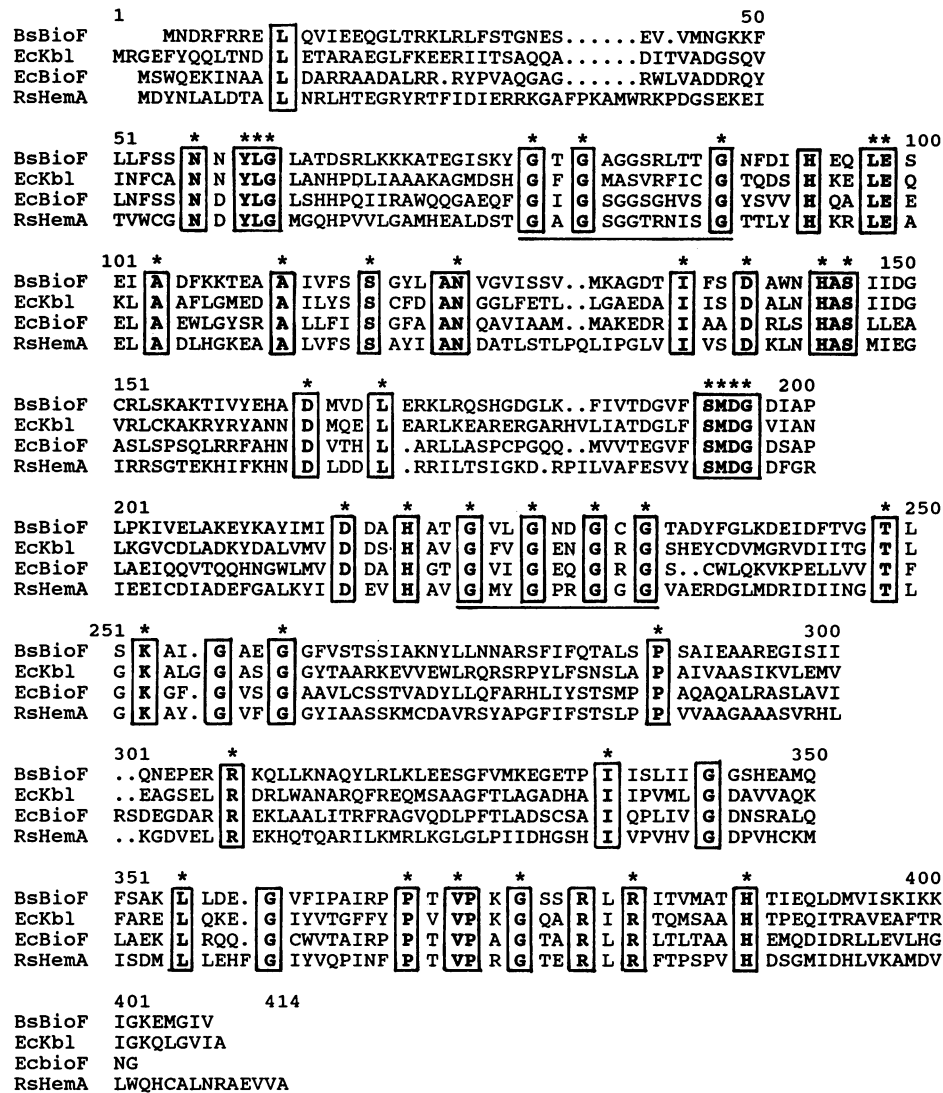 1 50
BsBioF MNDRFRRE L QVIEEQGLTRKLRLFSTGNES......EV.VMNGKKF
EcKbl MRGEFYQQLTND L ETARAEGLFKEERIITSAQQA.....DITVADGSQV
EcBioF MSWQEKINAA L DARRAADALRR.RYPVAQGAG......RWLVADDRQY
RsHemA MDYNLALDTA L NRLHTEGRYRTFIDIERRKGAFPKAMWRKPDGSEKEI
51 * *** * * * ** 100
BsBioF LLFSS N N YLG LATDSRLKKKATEGISKY G T G AGGSRLTT G NFDI H EQ LE S
EcKbl INFCA N N YLG LANHPDLIAAAKAGMDSH G F G MASVRFIC G TQDS H KE LE Q
EcBioF LNFSS N D YLG LSHHPQIIRAWQQGAEQF G I G SGGSGHVS G YSVV H QA LE E
RsHemA TVWCG N D YLG MGQHPVVLGAMHEALDST G A G SGGTRNIS G TTLY H KR LE A
101 * * * * * * ** 150
BsBioF EI A DFKKTEA A IVFS S GYL AN VGVISSV..MKAGDT I FS D AWN HAS IIDG
EcKbl KL A AFLGMED A ILYS S CFD AN GGLFETL..LGAEDA I IS D ALN HAS IIDG
EcBioF EL A EWLGYSR A LLFI S GFA AN QAVIAAM..MAKEDR I AA D RLS HAS LLEA
RsHemA EL A DLHGKEA A LVFS S AYI AN DATLSTLPQLIPGLV I VS D KLN HAS MIEG
151 * * **** 200
BsBioF CRLSKAKTIVYEHA D MVD L ERKLRQSHGDGLK..FIVTDGVF SMDG DIAP
EcKbl VRLCKAKRYRYANN D MQE L EARLKEARERGARHVLIATDGLF SMDG VIAN
EcBioF ASLSPSQLRRFAHN D VTH L .ARLLASPCPGQQ..MVVTEGVF SMDG DSAP
RsHemA IRRSGTEKHIFKHN D LDD L .RRILTSIGKD.RPILVAFESVY SMDG DFGR
201 * * * * * * * 250
BsBioF LPKIVELAKEYKAYIMI D DA H AT G VL G ND G C G TADYFGLKDEIDFTVG T L
EcKbl LKGVCDLADKYDALVMV D DS H AV G FV G EN G R G SHEYCDVMGRVDIITG T L
EcBioF LAEIQQVTQQHNGWLMV D DA H GT G VI G EQ G R G S..CWLQKVKPELLVV T F
RsHemA IEEICDIADEFGALKYI D EV H AV G MY G PR G G G VAERDGLMDRIDIING T L
251 * * * 300
BsBioF S K AI. G AE G GFVSTSSIAKNYLLNNARSFIFQTALS P SAIEAAREGISII
EcKbl G K ALG G AS G GYTAARKEVVEWLRQRSRPYLFSNSLA P AIVAASIKVLEMV
EcBioF G K GF. G VS G AAVLCSSTVADYLLQFARHLIYSTSMP P AQAQALRASLAVI
RsHemA G K AY. G VF G GYIAASSKMCDAVRSYAPGFIFSTSLP P VVAAGAAASVRHL
301 * * 350
BsBioF ..QNEPER R KQLLKNAQYLRLKLEESGFVMKEGETP I ISLII G GSHEAMQ
EcKbl ..EAGSEL R DRLWANARQFREQMSAAGFTLAGADHA I IPVML G DAVVAQK
EcBioF RSDEGDAR R EKLAALITRFRAGVQDLPFTLADSCSA I QPLIV G DNSRALQ
RsHemA ..KGDVEL R EKHQTQARILKMRLKGLGLPIIDHGSH I VPVHV G DPVHCKM
351 * * * * * * 400
BsBioF FSAK L LDE. G VFIPAIRP P T VP K G SS R L R ITVMAT H TIEQLDMVISKIKK
EcKbl FARE L QKE. G IYVTGFFY P V VP K G QA R I R TQMSAA H TPEQITRAVEAFTR
EcBioF LAEK L RQQ. G CWVTAIRP P T VP A G TA R L R LTLTAA H EMQDIDRLLEVLHG
RsHemA ISDM L LEHF G IYVQPINF P T VP R G TE R L R FTPSPV H DSGMIDHLVKAMDV
401 414
BsBioF IGKEMGIV
EcKbl IGKQLGVIA
EcbioF NG
RsHemA LWQHCALNRAEVVA